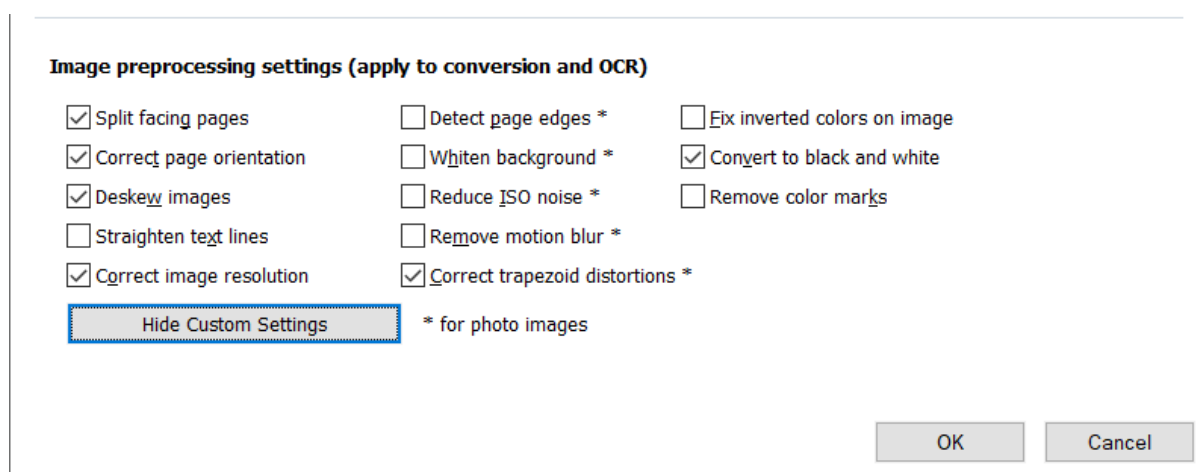 Image preprocessing settings (apply to conversion and OCR)
Split facing pages
Correct page orientation
Deskew images
Straighten text lines
Correct image resolution
Detect page edges *
Whiten background *
Reduce ISO noise *
Remove motion blur *
Correct trapezoid distortions *
Fix inverted colors on image
Convert to black and white
Remove color marks
Hide Custom Settings
* for photo images
OK
Cancel